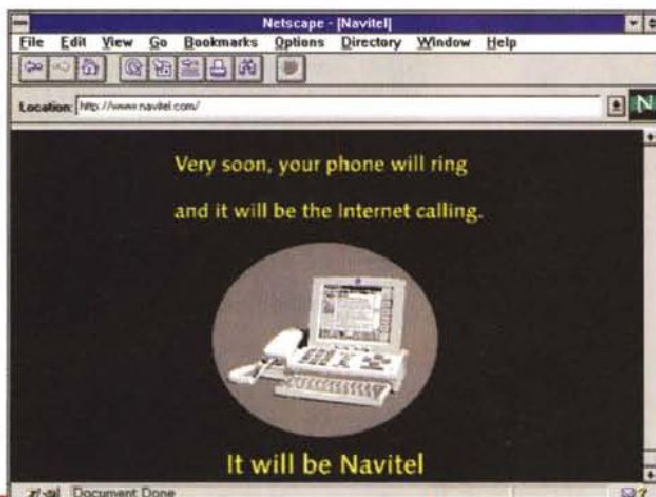 Netscape - [Navitel]
File Edit View Go Bookmarks Options Directory Window Help
Location: http://www.navitel.com/
N
Very soon, your phone will ring
and it will be the Internet calling.
It will be Navitel
Document: Done